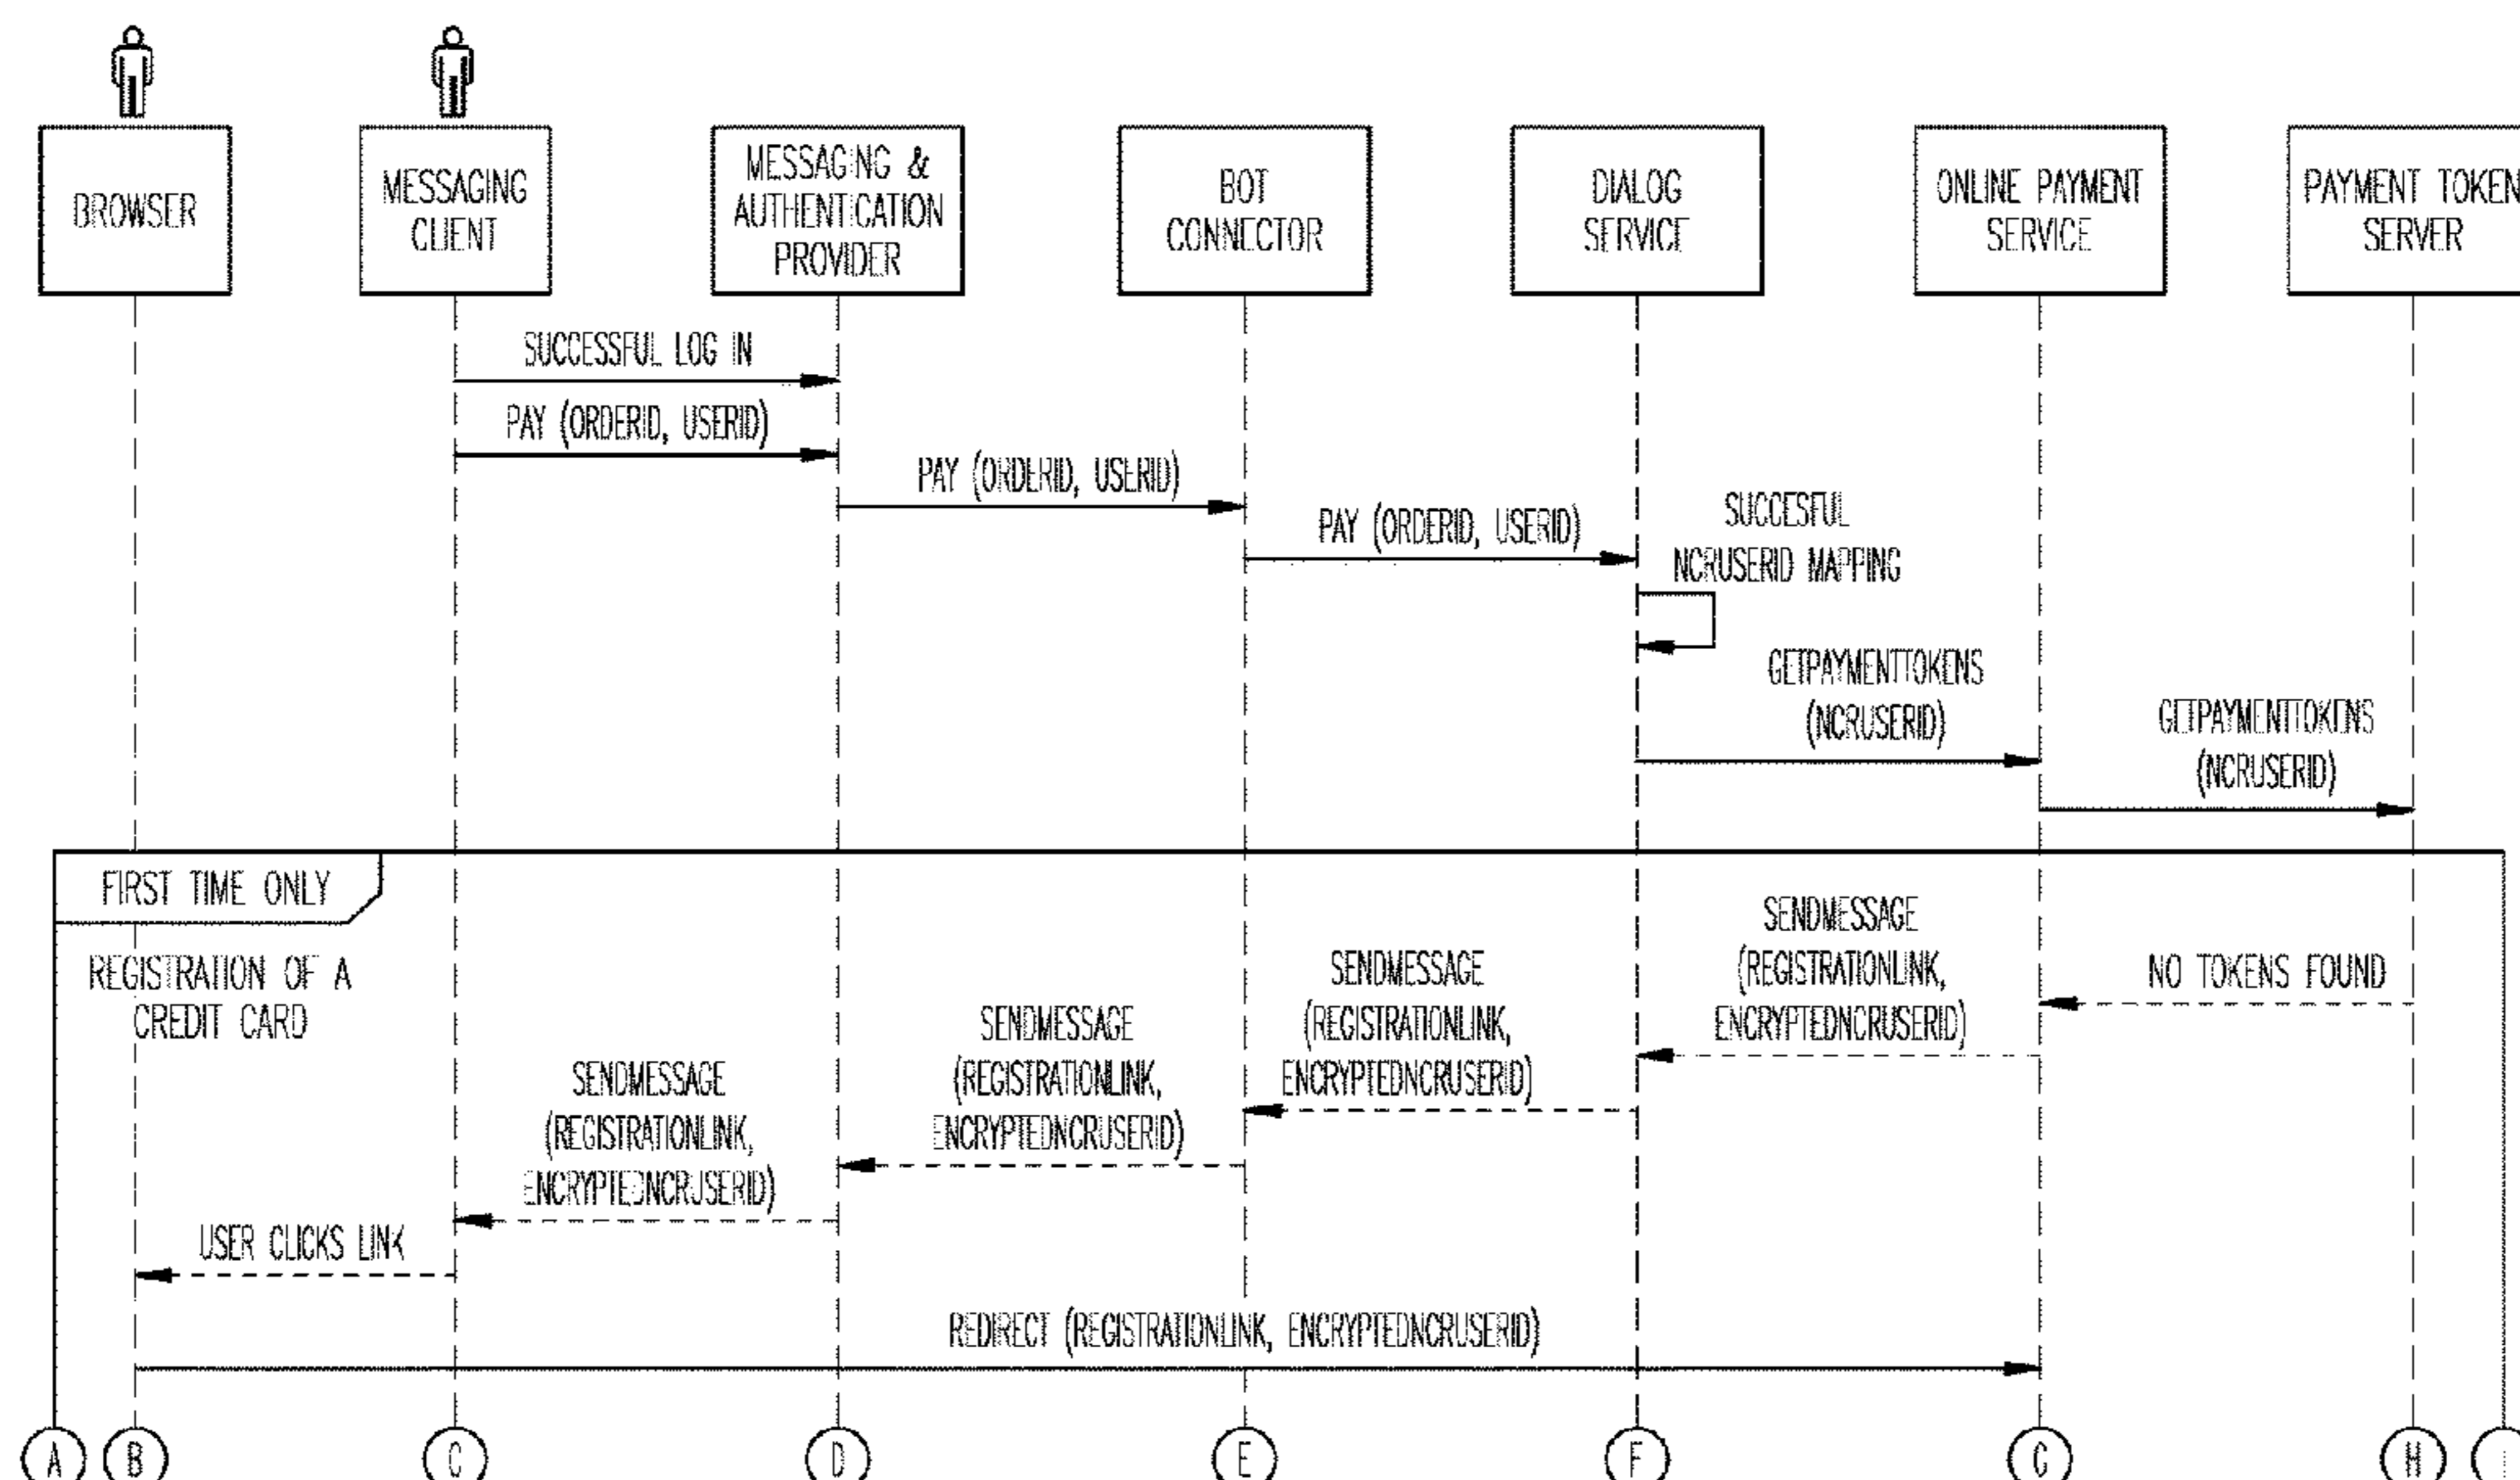 BROWSER
MESSAGING
CLIENT
MESSAGING &
AUTHENTICATION
PROVIDER
BOT
CONNECTOR
DIALOG
SERVICE
ONLINE PAYMENT
SERVICE
PAYMENT TOKEN
SERVER
SUCCESSFUL LOG IN
PAY (ORDERID, USERID)
PAY (ORDERID, USERID)
PAY (ORDERID, USERID)
SUCCESFUL
NCRUSERID MAPPING
GETPAYMENTTOKENS
(NCRUSERID)
GETPAYMENTTOKENS
(NCRUSERID)
FIRST TIME ONLY
REGISTRATION OF A
CREDIT CARD
NO TOKENS FOUND
SENDMESSAGE
(REGISTRATIONLINK,
ENCRYPTEDNCRUSERID)
SENDMESSAGE
(REGISTRATIONLINK,
ENCRYPTEDNCRUSERID)
SENDMESSAGE
(REGISTRATIONLINK,
ENCRYPTEDNCRUSERID)
SENDMESSAGE
(REGISTRATIONLINK,
ENCRYPTEDNCRUSERID)
USER CLICKS LINK
REDIRECT (REGISTRATIONLINK, ENCRYPTEDNCRUSERID)
A B C D E F G H